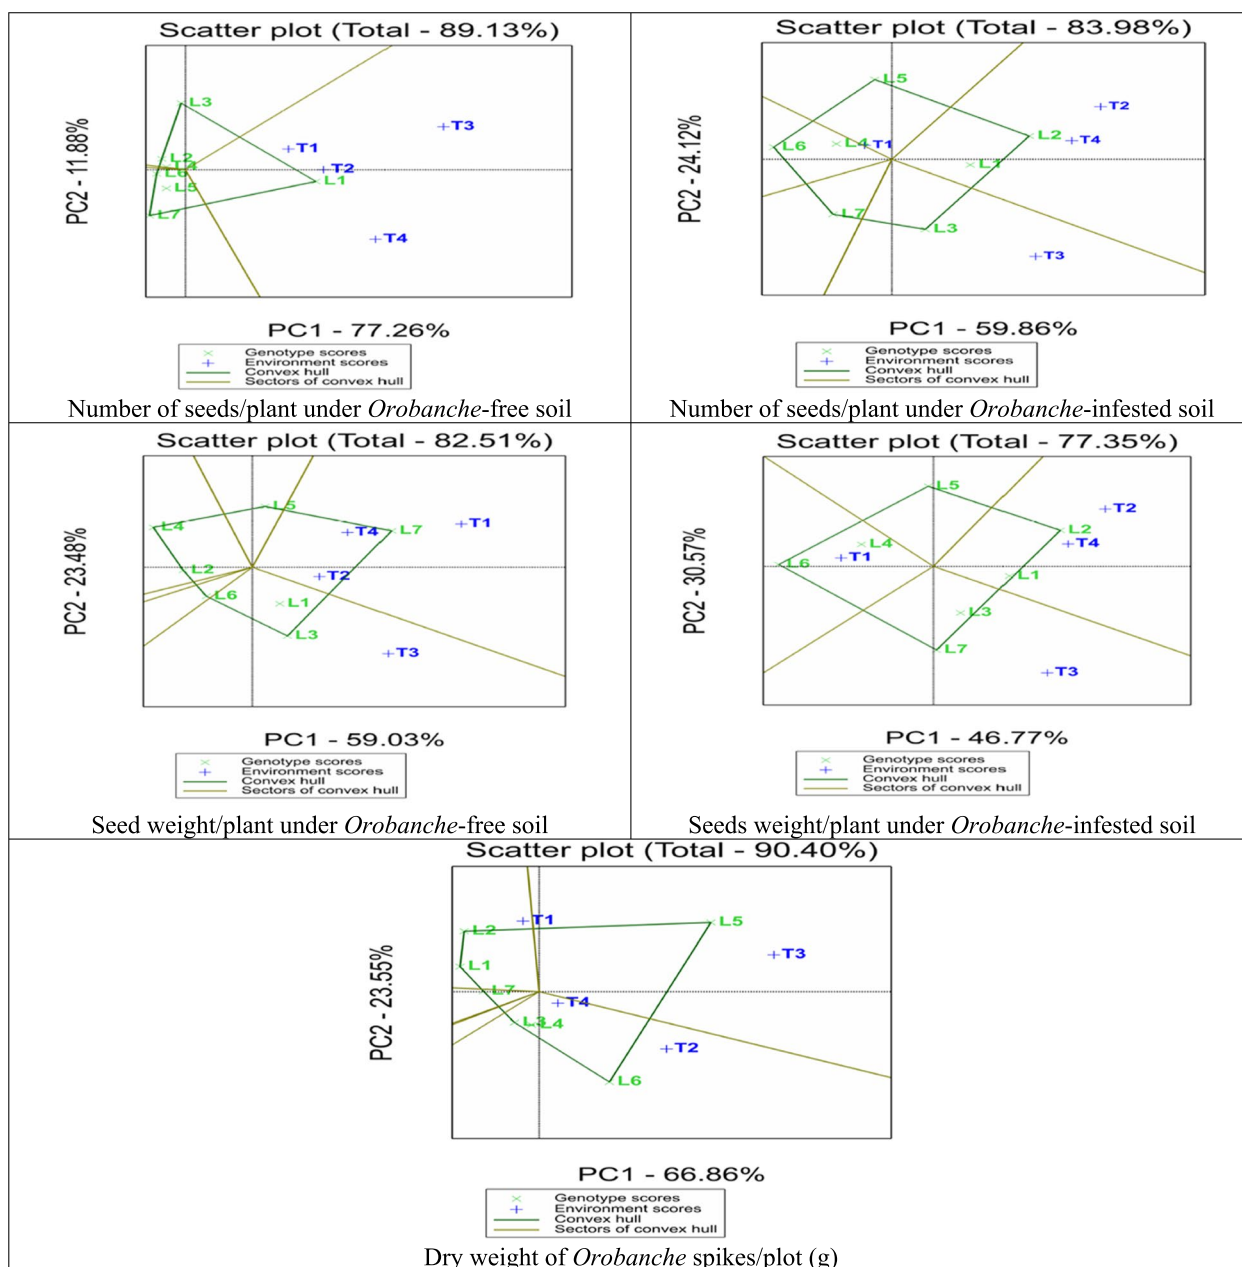 Scatter plot (Total - 89.13%)
PC2 - 11.88%
L3
T3
T1
L2
L4
T2
L6
L1
L5
L7
T4
PC1 - 77.26%
Genotype scores
Environment scores
Convex hull
Sectors of convex hull
Number of seeds/plant under Orobanche-free soil
Scatter plot (Total - 83.98%)
PC2 - 24.12%
L5
T2
L2
T4
L4
T1
L6
L1
L7
L3
T3
PC1 - 59.86%
Genotype scores
Environment scores
Convex hull
Sectors of convex hull
Number of seeds/plant under Orobanche-infested soil
Scatter plot (Total - 82.51%)
PC2 - 23.48%
L5
L4
T4
L7
T1
L2
T2
L6
L1
L3
T3
PC1 - 59.03%
Genotype scores
Environment scores
Convex hull
Sectors of convex hull
Seed weight/plant under Orobanche-free soil
Scatter plot (Total - 77.35%)
PC2 - 30.57%
L5
T2
L2
L4
T4
T1
L6
L1
L3
L7
T3
PC1 - 46.77%
Genotype scores
Environment scores
Convex hull
Sectors of convex hull
Seeds weight/plant under Orobanche-infested soil
Scatter plot (Total - 90.40%)
PC2 - 23.55%
T1
L5
L2
T3
L1
L7
T4
L3
L4
T2
L6
PC1 - 66.86%
Genotype scores
Environment scores
Convex hull
Sectors of convex hull
Dry weight of Orobanche spikes/plot (g)